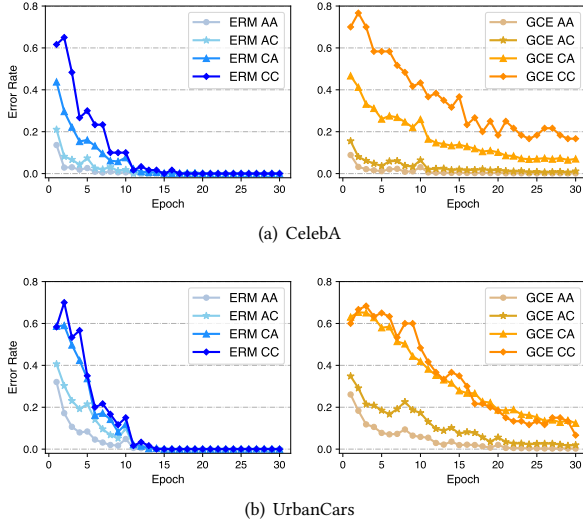 0.8
0.6
0.4
0.2
0.0
Error Rate
0 5 10 15 20 25 30
Epoch
ERM AA
ERM AC
ERM CA
ERM CC
0.8
0.6
0.4
0.2
0.0
0 5 10 15 20 25 30
Epoch
GCE AA
GCE AC
GCE CA
GCE CC
(a) CelebA
0.8
0.6
0.4
0.2
0.0
Error Rate
0 5 10 15 20 25 30
Epoch
ERM AA
ERM AC
ERM CA
ERM CC
0.8
0.6
0.4
0.2
0.0
0 5 10 15 20 25 30
Epoch
GCE AA
GCE AC
GCE CA
GCE CC
(b) UrbanCars